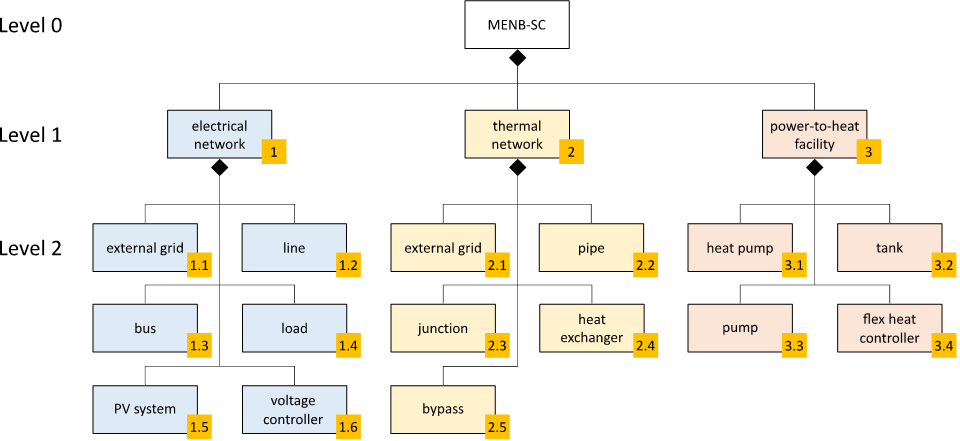 Level 0
MENB-SC
Level 1
electrical
network
1
thermal
network
2
power-to-heat
facility
3
Level 2
external grid
1.1
line
1.2
external grid
2.1
pipe
2.2
heat pump
3.1
tank
3.2
bus
1.3
load
1.4
junction
2.3
heat
exchanger
2.4
pump
3.3
flex heat
controller
3.4
PV system
1.5
voltage
controller
1.6
bypass
2.5